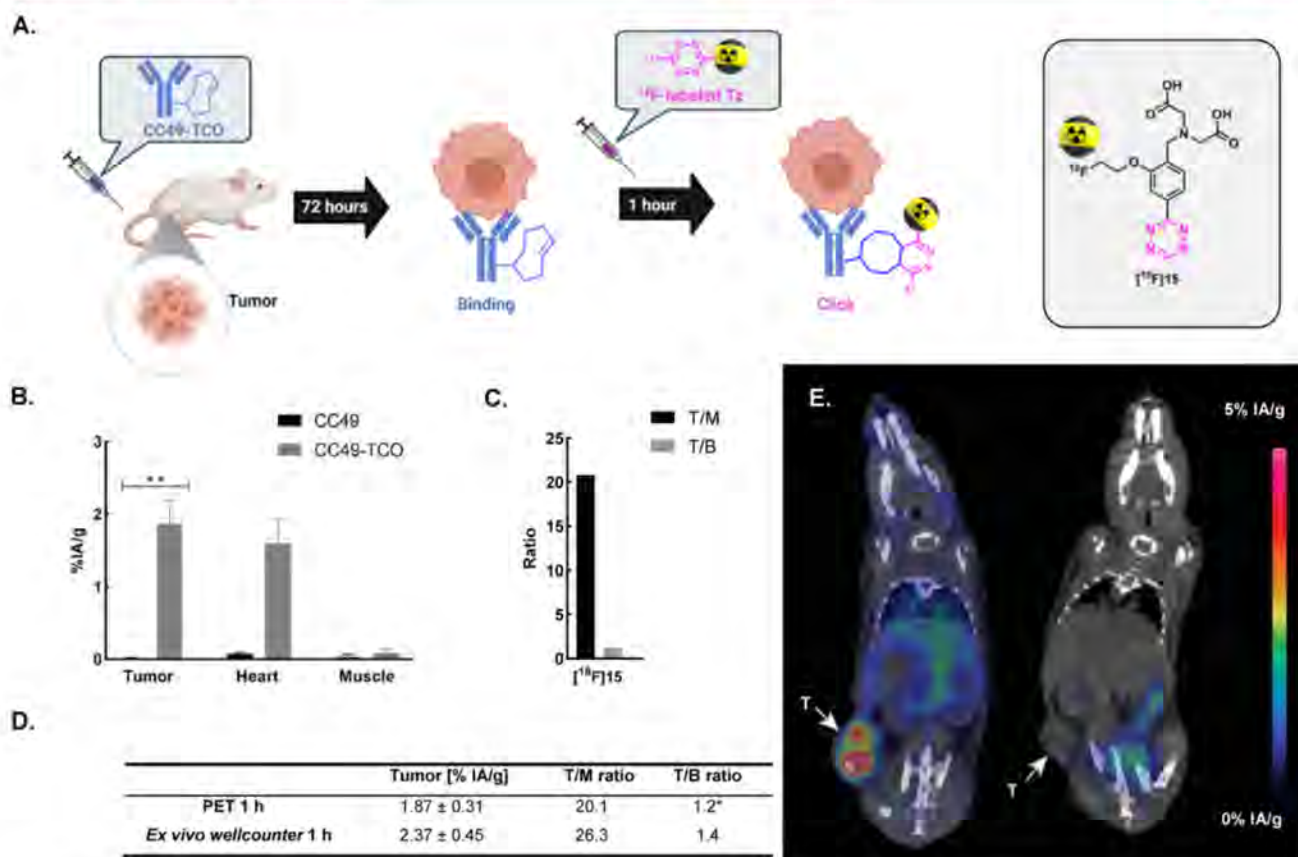 A.
CC49-TCO
¹⁸F-labeled Tz
72 hours
1 hour
Tumor
Binding
Click
OH
O
OH
N
O
¹⁸F
O
N N
N N
[¹⁸F]15
B.
CC49
CC49-TCO
3
2
1
0
%IA/g
**
Tumor Heart Muscle
C.
T/M
T/B
25
20
15
10
5
0
Ratio
[¹⁸F]15
D.
Tumor [% IA/g] T/M ratio T/B ratio
PET 1 h 1.87 ± 0.31 20.1 1.2*
Ex vivo wellcounter 1 h 2.37 ± 0.45 26.3 1.4
E.
5% IA/g
T
T
0% IA/g